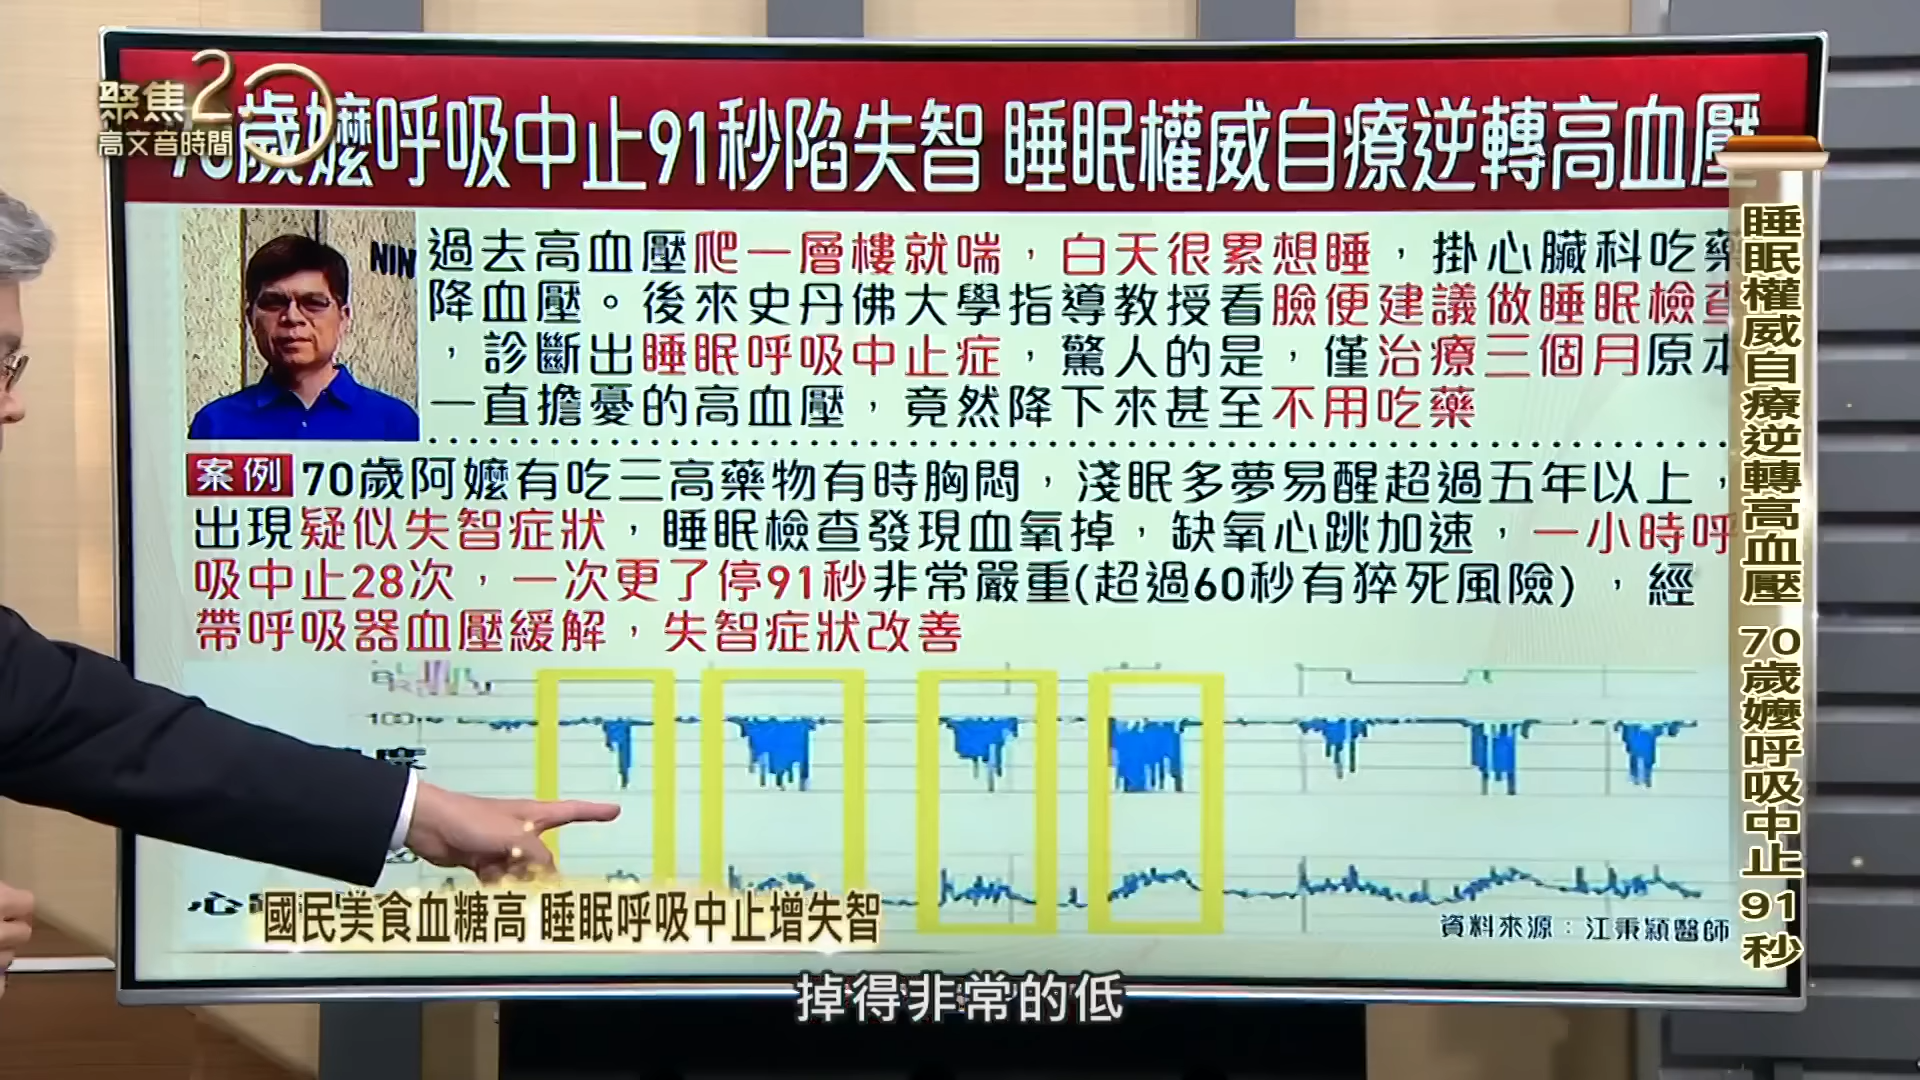 聚焦2.0
高文音時間
70歲嬤呼吸中止91秒陷失智 睡眠權威自療逆轉高血壓
NIN
過去高血壓爬一層樓就喘，白天很累想睡，掛心臟科吃藥
降血壓。後來史丹佛大學指導教授看臉便建議做睡眠檢查
，診斷出睡眠呼吸中止症，驚人的是，僅治療三個月原本
一直擔憂的高血壓，竟然降下來甚至不用吃藥
案例 70歲阿嬤有吃三高藥物有時胸悶，淺眠多夢易醒超過五年以上，
出現疑似失智症狀，睡眠檢查發現血氧掉，缺氧心跳加速，一小時呼
吸中止28次，一次更了停91秒非常嚴重(超過60秒有猝死風險)，經
帶呼吸器血壓緩解，失智症狀改善
100
度
心
資料來源：江秉穎醫師
國民美食血糖高 睡眠呼吸中止增失智
掉得非常的低
睡眠權威自療逆轉高血壓 70歲嬤呼吸中止91秒